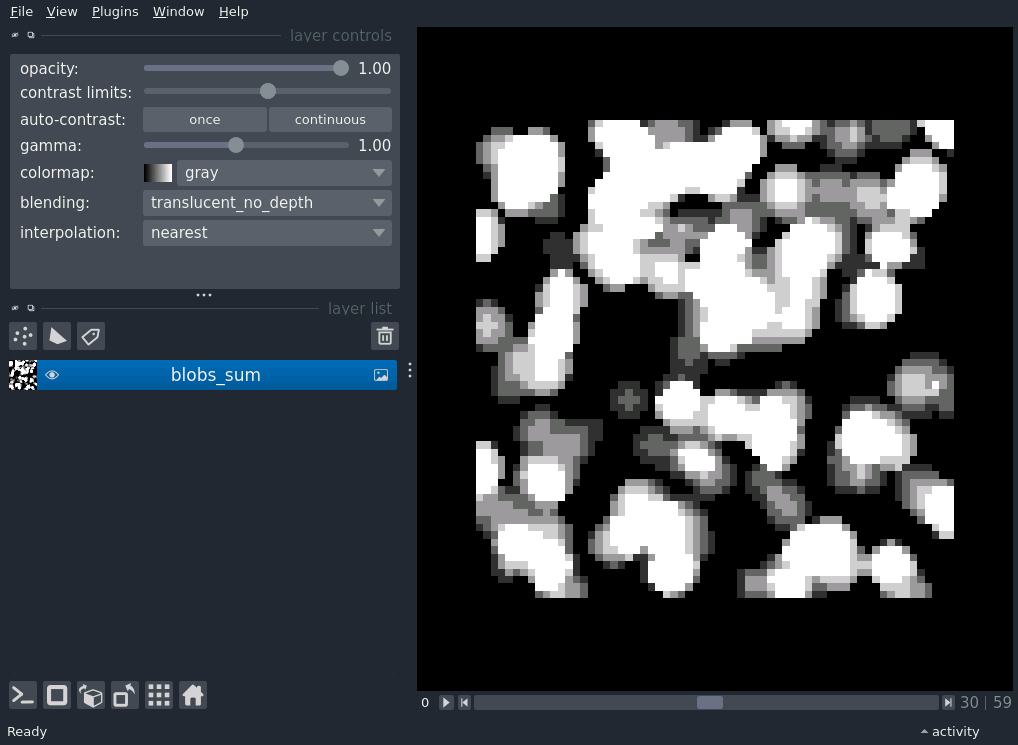 File View Plugins Window Help
layer controls
opacity: 1.00
contrast limits:
auto-contrast: once continuous
gamma: 1.00
colormap: gray
blending: translucent_no_depth
interpolation: nearest
layer list
blobs_sum
0 30 | 59
Ready activity